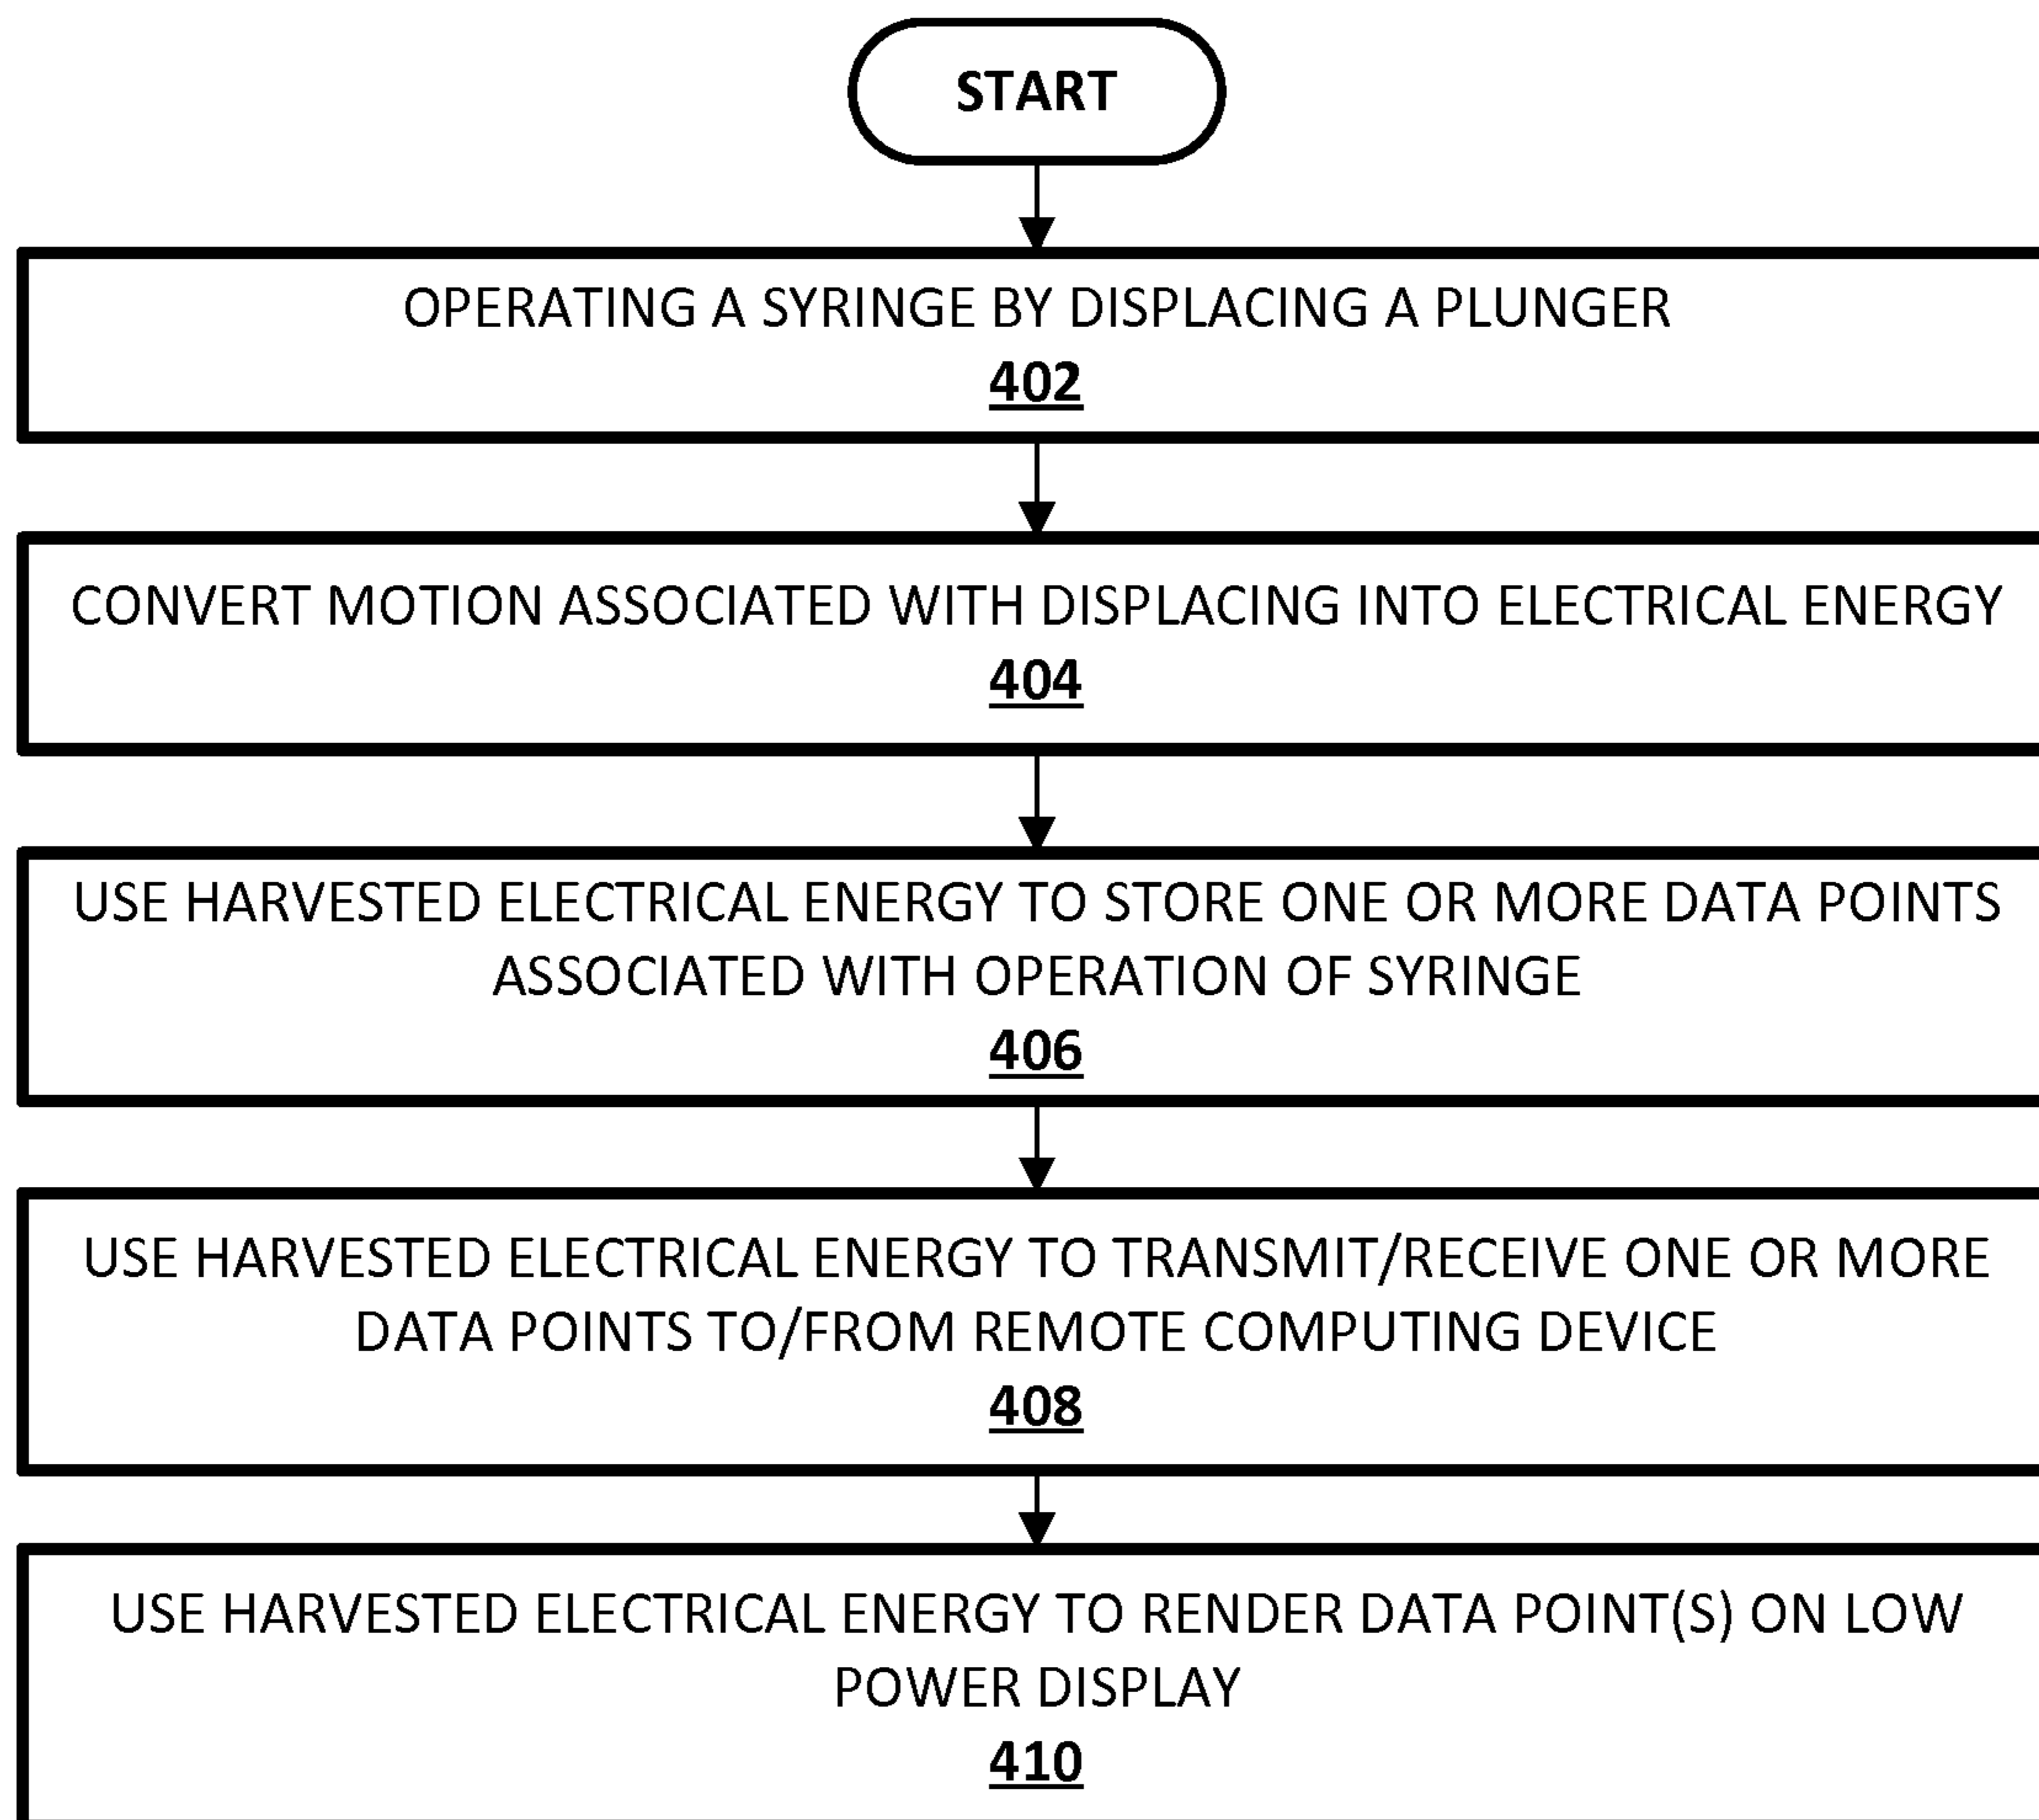 START
OPERATING A SYRINGE BY DISPLACING A PLUNGER
402
CONVERT MOTION ASSOCIATED WITH DISPLACING INTO ELECTRICAL ENERGY
404
USE HARVESTED ELECTRICAL ENERGY TO STORE ONE OR MORE DATA POINTS
ASSOCIATED WITH OPERATION OF SYRINGE
406
USE HARVESTED ELECTRICAL ENERGY TO TRANSMIT/RECEIVE ONE OR MORE
DATA POINTS TO/FROM REMOTE COMPUTING DEVICE
408
USE HARVESTED ELECTRICAL ENERGY TO RENDER DATA POINT(S) ON LOW
POWER DISPLAY
410